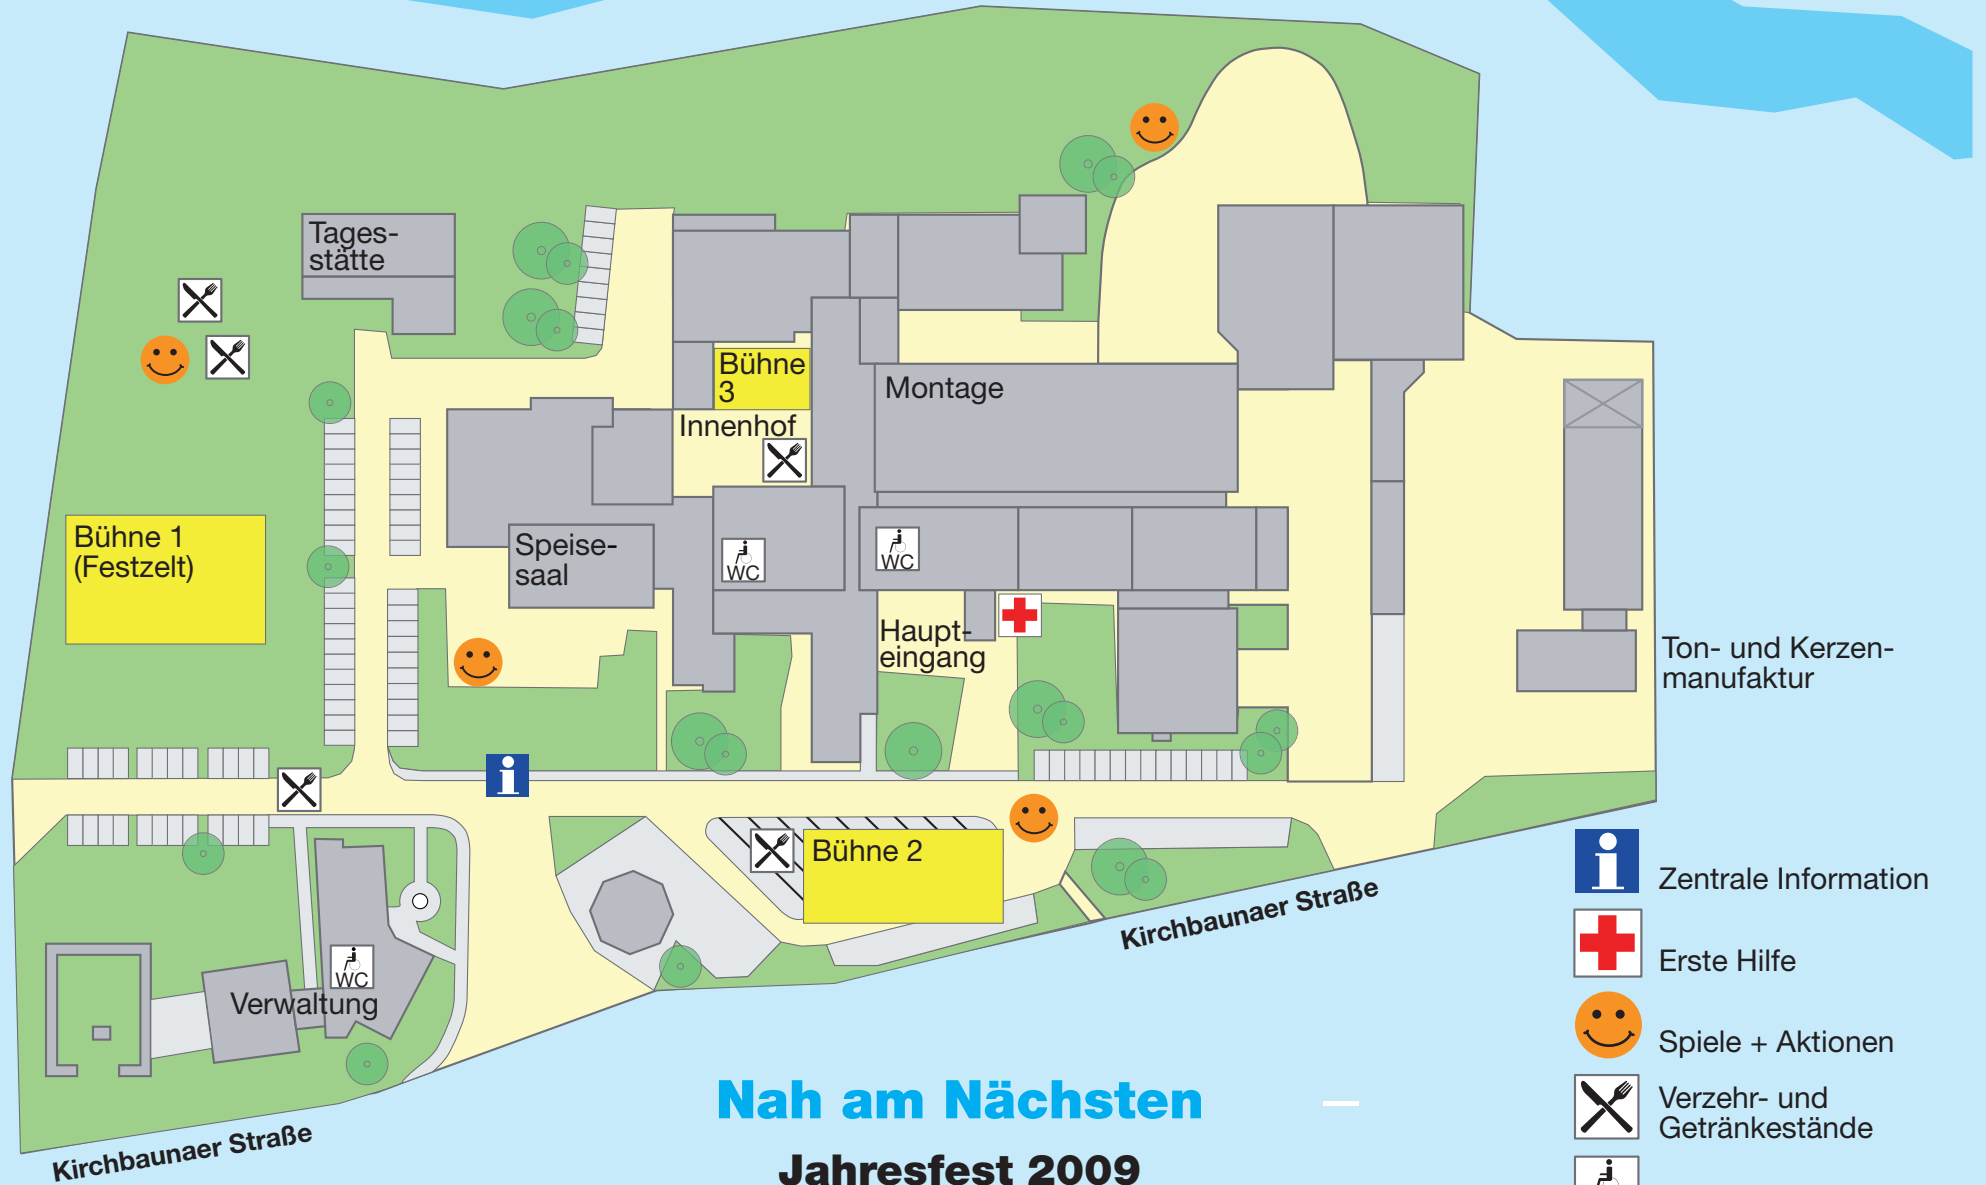 Tages-
stätte
Bühne
3
Innenhof
Montage
Bühne 1
(Festzelt)
Speise-
saal
WC
WC
Haupt-
eingang
Ton- und Kerzen-
manufaktur
i
Bühne 2
Kirchbaunaer Straße
WC
Verwaltung
Kirchbaunaer Straße
i
Zentrale Information
Erste Hilfe
Spiele + Aktionen
Verzehr- und
Getränkestände
Nah am Nächsten
Jahresfest 2009